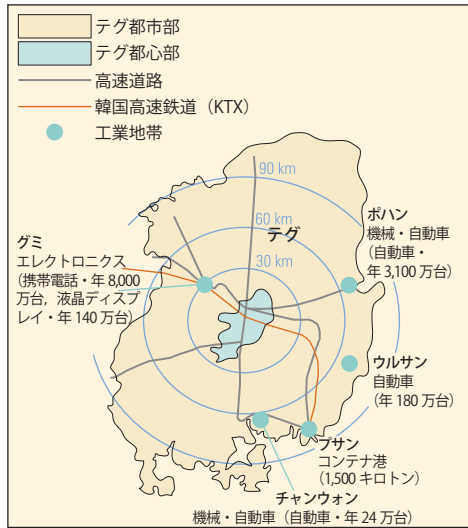 テグ都市部
テグ都心部
高速道路
韓国高速鉄道（KTX）
工業地帯
90 km
60 km
30 km
テグ
グミ
エレクトロニクス
（携帯電話・年 8,000
万台，液晶ディスプ
レイ・年 140 万台）
ポハン
機械・自動車
（自動車・
年 3,100 万台）
ウルサン
自動車
（年 180 万台）
プサン
コンテナ港
（1,500 キロトン）
チャンウォン
機械・自動車（自動車・年 24 万台）